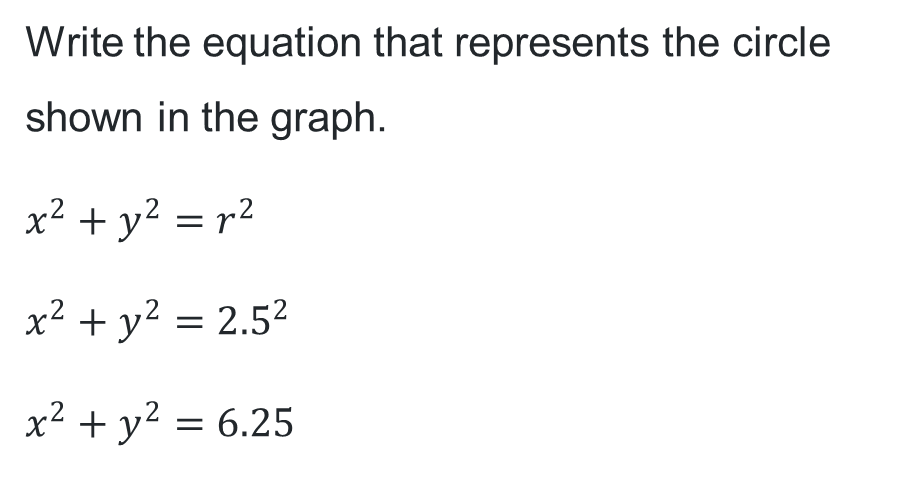 Write the equation that represents the circle
shown in the graph.
x² + y² = r²
x² + y² = 2.5²
x² + y² = 6.25